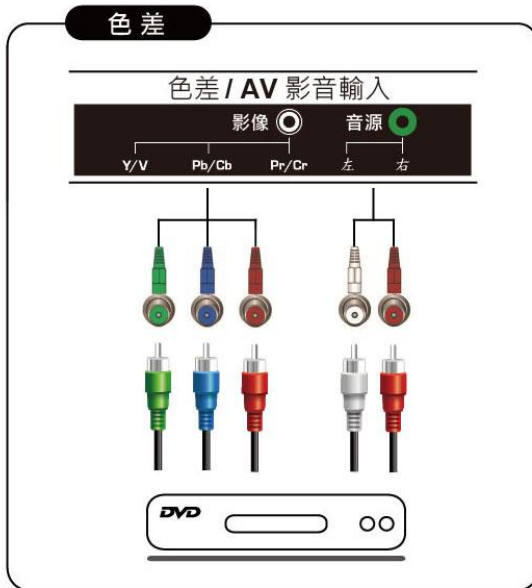 色差
色差 / AV 影音輸入
影像 音源
Y/V Pb/Cb Pr/Cr 左 右
DVD